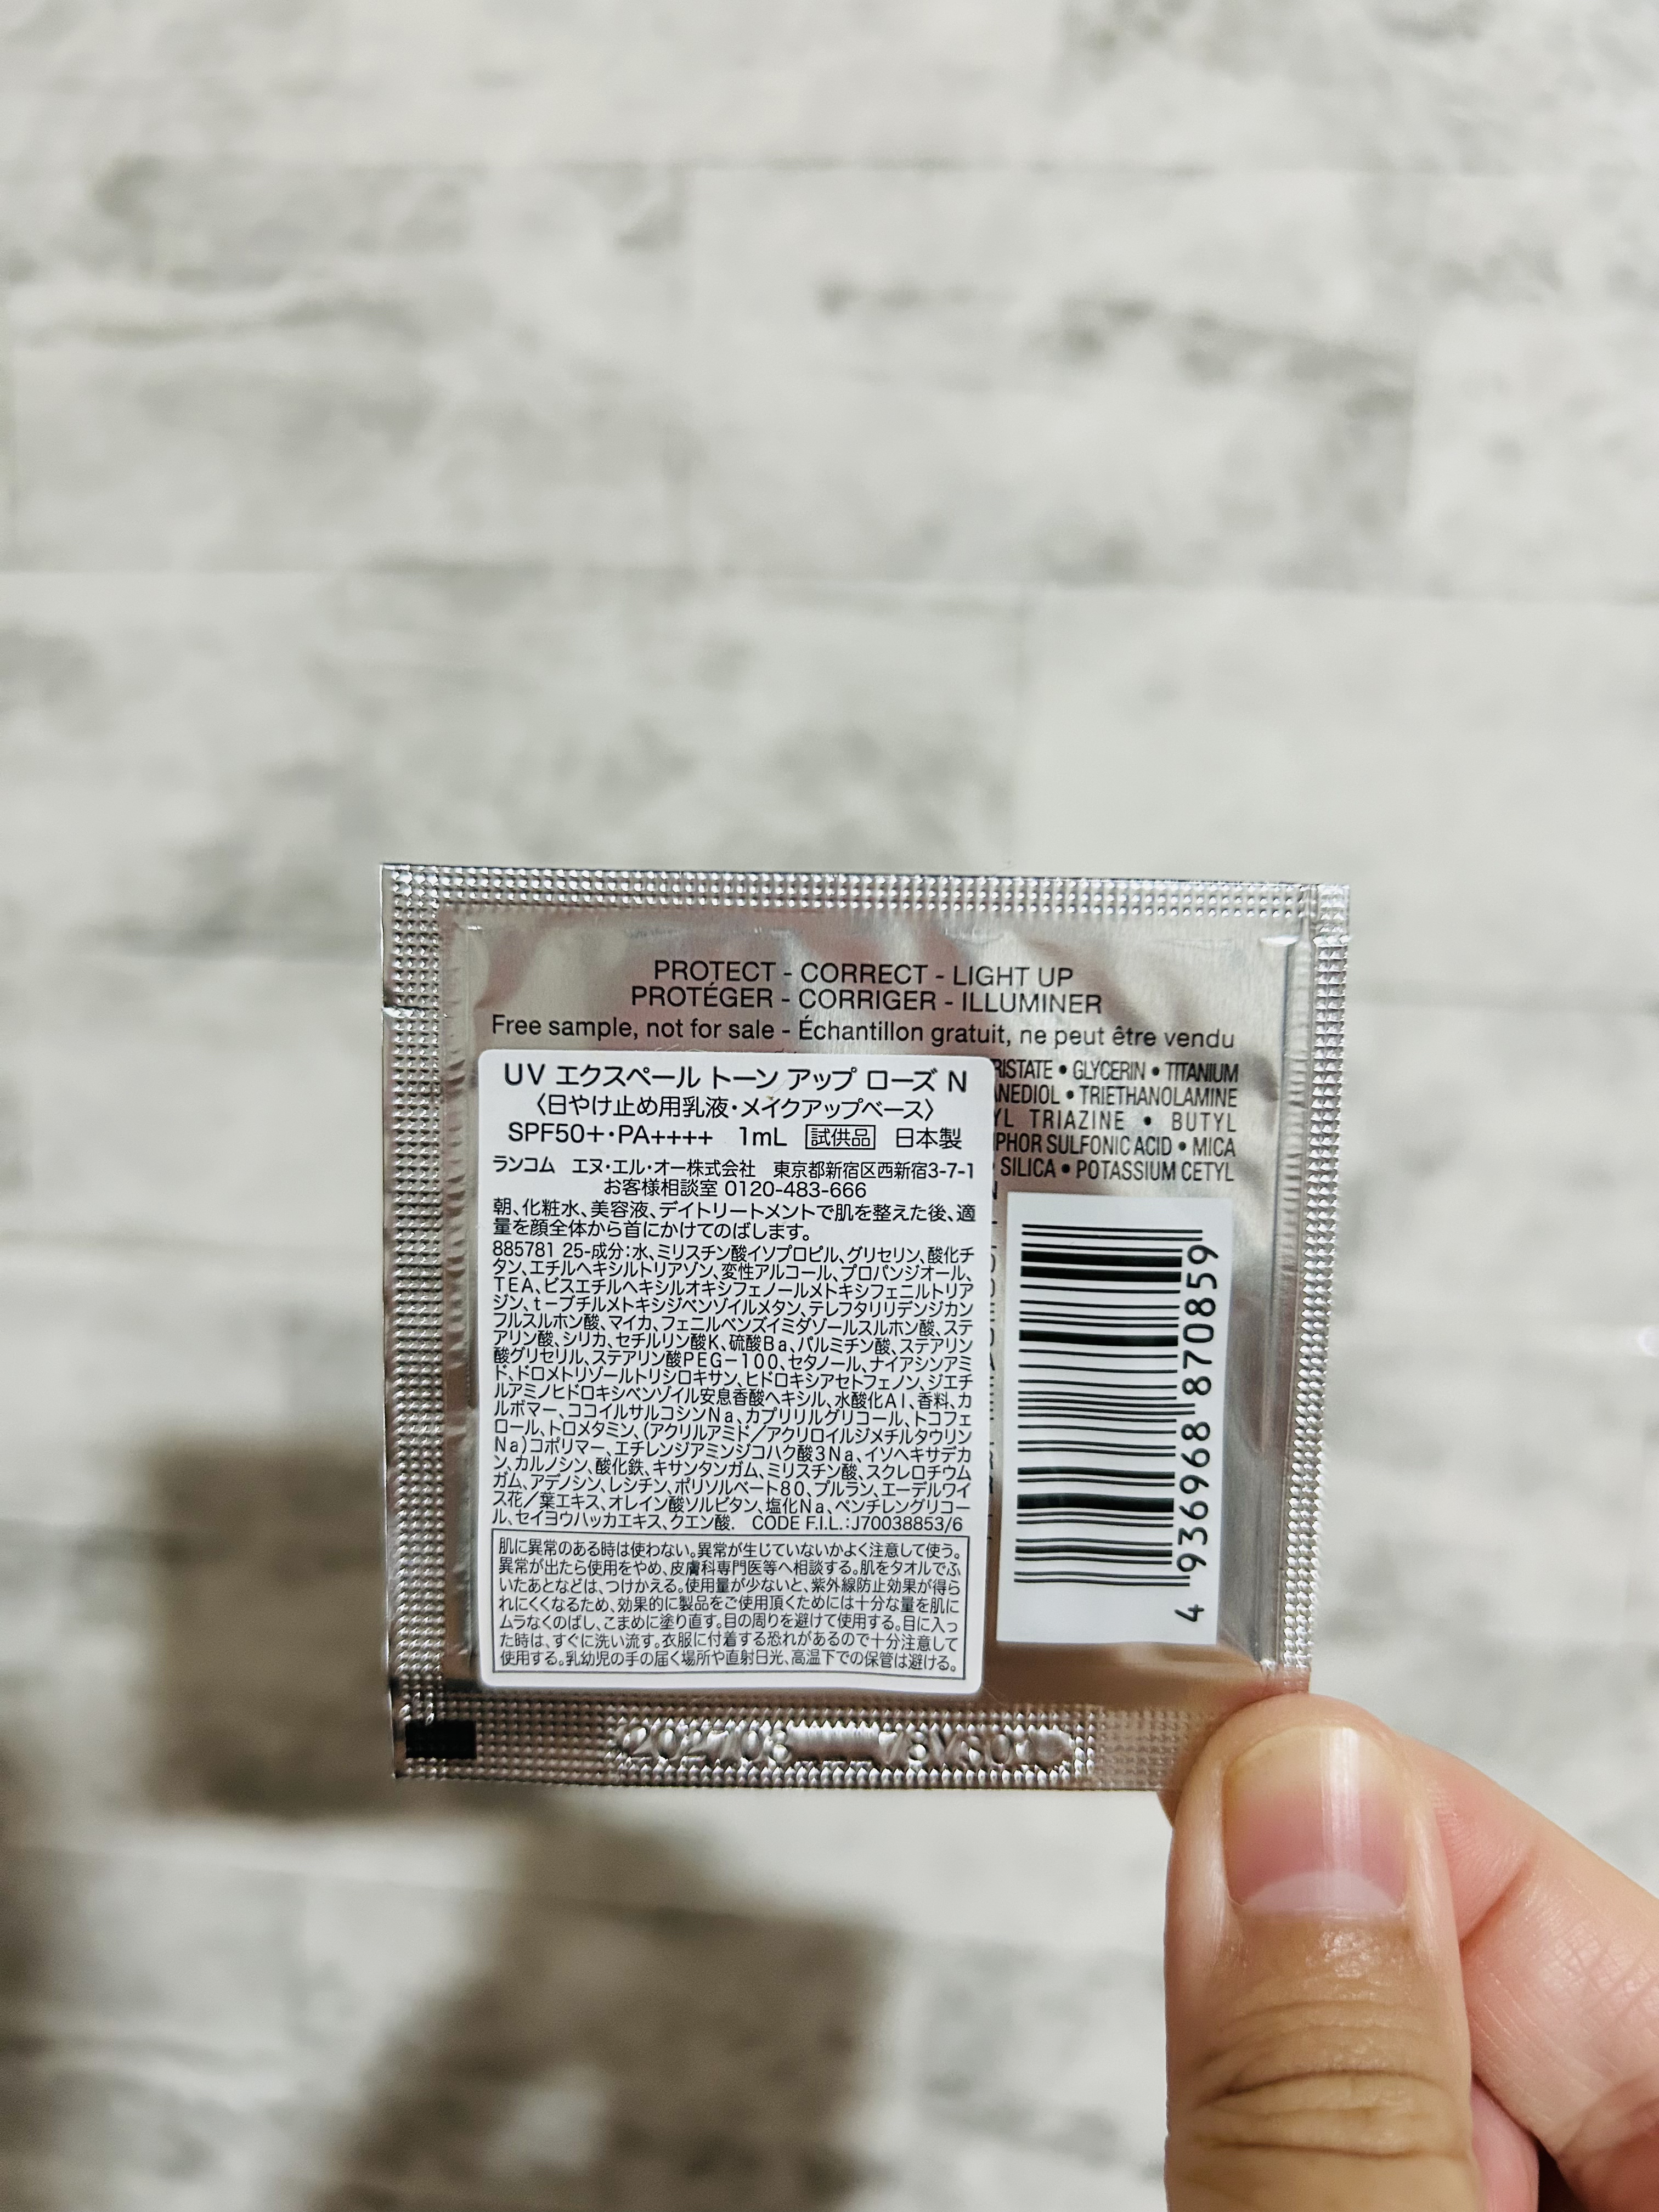 PROTECT - CORRECT - LIGHT UP
PROTÉGER - CORRIGER - ILLUMINER
Free sample, not for sale - Échantillon gratuit, ne peut être vendu
RISTATE • GLYCERIN • TITANIUM
ANEDIOL • TRIETHANOLAMINE
YL TRIAZINE • BUTYL
PHOR SULFONIC ACID • MICA
SILICA • POTASSIUM CETYL
UV エクスペール トーン アップ ローズ N
〈日やけ止め用乳液・メイクアップベース〉
SPF50+・PA++++ 1mL 試供品 日本製
ランコム エヌ・エル・オー株式会社 東京都新宿区西新宿3-7-1
お客様相談室 0120-483-666
朝、化粧水、美容液、デイトリートメントで肌を整えた後、適
量を顔全体から首にかけてのばします。
885781 25-成分:水、ミリスチン酸イソプロピル、グリセリン、酸化チ
タン、エチルヘキシルトリアゾン、変性アルコール、プロパンジオール、
TEA、ビスエチルヘキシルオキシフェノールメトキシフェニルトリア
ジン、t-ブチルメトキシジベンゾイルメタン、テレフタリリデンジカン
フルスルホン酸、マイカ、フェニルベンズイミダゾールスルホン酸、ステ
アリン酸、シリカ、セチルリン酸K、硫酸Ba、パルミチン酸、ステアリン
酸グリセリル、ステアリン酸PEG-100、セタノール、ナイアシンアミ
ド、ドロメトリゾールトリシロキサン、ヒドロキシアセトフェノン、ジエチ
ルアミノヒドロキシベンゾイル安息香酸ヘキシル、水酸化Al、香料、カ
ルボマー、ココイルサルコシンNa、カプリリルグリコール、トコフェ
ロール、トロメタミン、(アクリルアミド/アクリロイルジメチルタウリン
Na)コポリマー、エチレンジアミンジコハク酸3Na、イソヘキサデカ
ン、カルノシン、酸化鉄、キサンタンガム、ミリスチン酸、スクレロチウム
ガム、アデノシン、レシチン、ポリソルベート80、プルラン、エーデルワイ
ス花/葉エキス、オレイン酸ソルビタン、塩化Na、ペンチレングリコー
ル、セイヨウハッカエキス、クエン酸. CODE F.I.L.:J70038853/6
肌に異常のある時は使わない。異常が生じていないかよく注意して使う。
異常が出たら使用をやめ、皮膚科専門医等へ相談する。肌をタオルでふ
いたあとなどは、つけかえる。使用量が少ないと、紫外線防止効果が得ら
れにくくなるため、効果的に製品をご使用頂くためには十分な量を肌に
ムラなくのばし、こまめに塗り直す。目の周りを避けて使用する。目に入っ
た時は、すぐに洗い流す。衣服に付着する恐れがあるので十分注意して
使用する。乳幼児の手の届く場所や直射日光、高温下での保管は避ける。
4 936968 870859